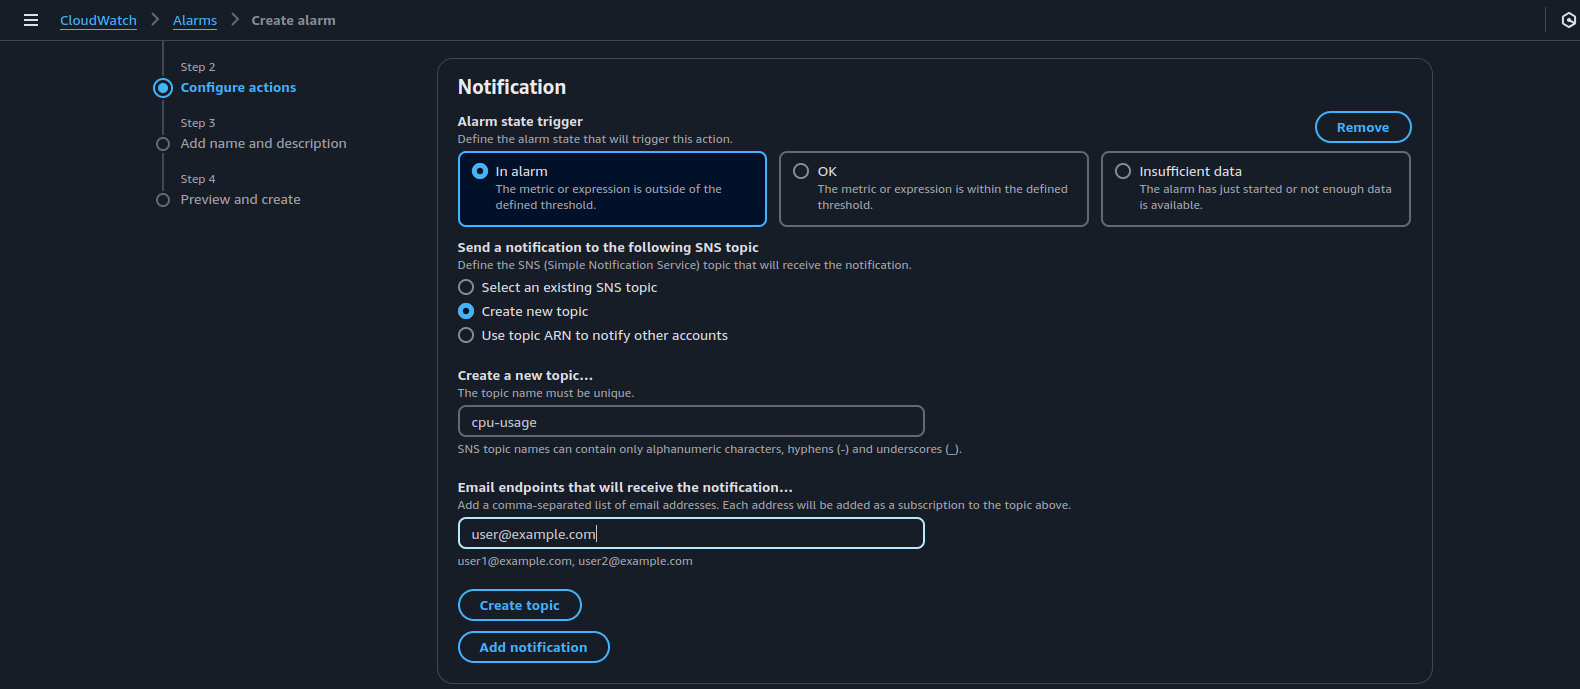 CloudWatch > Alarms > Create alarm
Step 2
Configure actions
Step 3
Add name and description
Step 4
Preview and create
Notification
Alarm state trigger
Define the alarm state that will trigger this action.
Remove
In alarm
The metric or expression is outside of the
defined threshold.
OK
The metric or expression is within the defined
threshold.
Insufficient data
The alarm has just started or not enough data
is available.
Send a notification to the following SNS topic
Define the SNS (Simple Notification Service) topic that will receive the notification.
Select an existing SNS topic
Create new topic
Use topic ARN to notify other accounts
Create a new topic...
The topic name must be unique.
cpu-usage
SNS topic names can contain only alphanumeric characters, hyphens (-) and underscores (_).
Email endpoints that will receive the notification...
Add a comma-separated list of email addresses. Each address will be added as a subscription to the topic above.
user@example.com
user1@example.com, user2@example.com
Create topic
Add notification